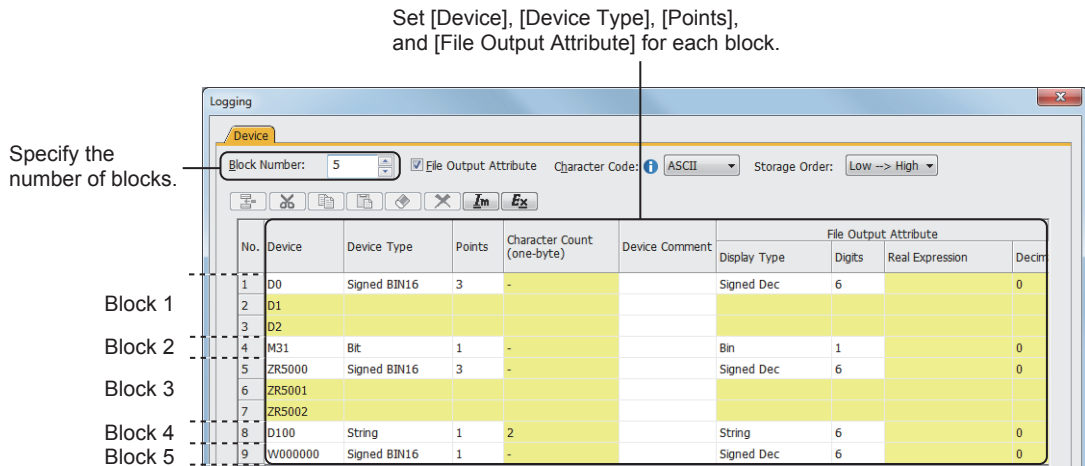 Set [Device], [Device Type], [Points],
and [File Output Attribute] for each block.
Logging
Device
Specify the
number of blocks.
Block Number: 5 File Output Attribute Character Code: ASCII Storage Order: Low --> High
Im Ex
No. Device Device Type Points Character Count (one-byte) Device Comment File Output Attribute
Display Type Digits Real Expression Decim
Block 1
1 D0 Signed BIN16 3 - Signed Dec 6 0
2 D1
3 D2
Block 2
4 M31 Bit 1 - Bin 1 0
Block 3
5 ZR5000 Signed BIN16 3 - Signed Dec 6 0
6 ZR5001
7 ZR5002
Block 4
8 D100 String 1 2 String 6 0
Block 5
9 W000000 Signed BIN16 1 - Signed Dec 6 0